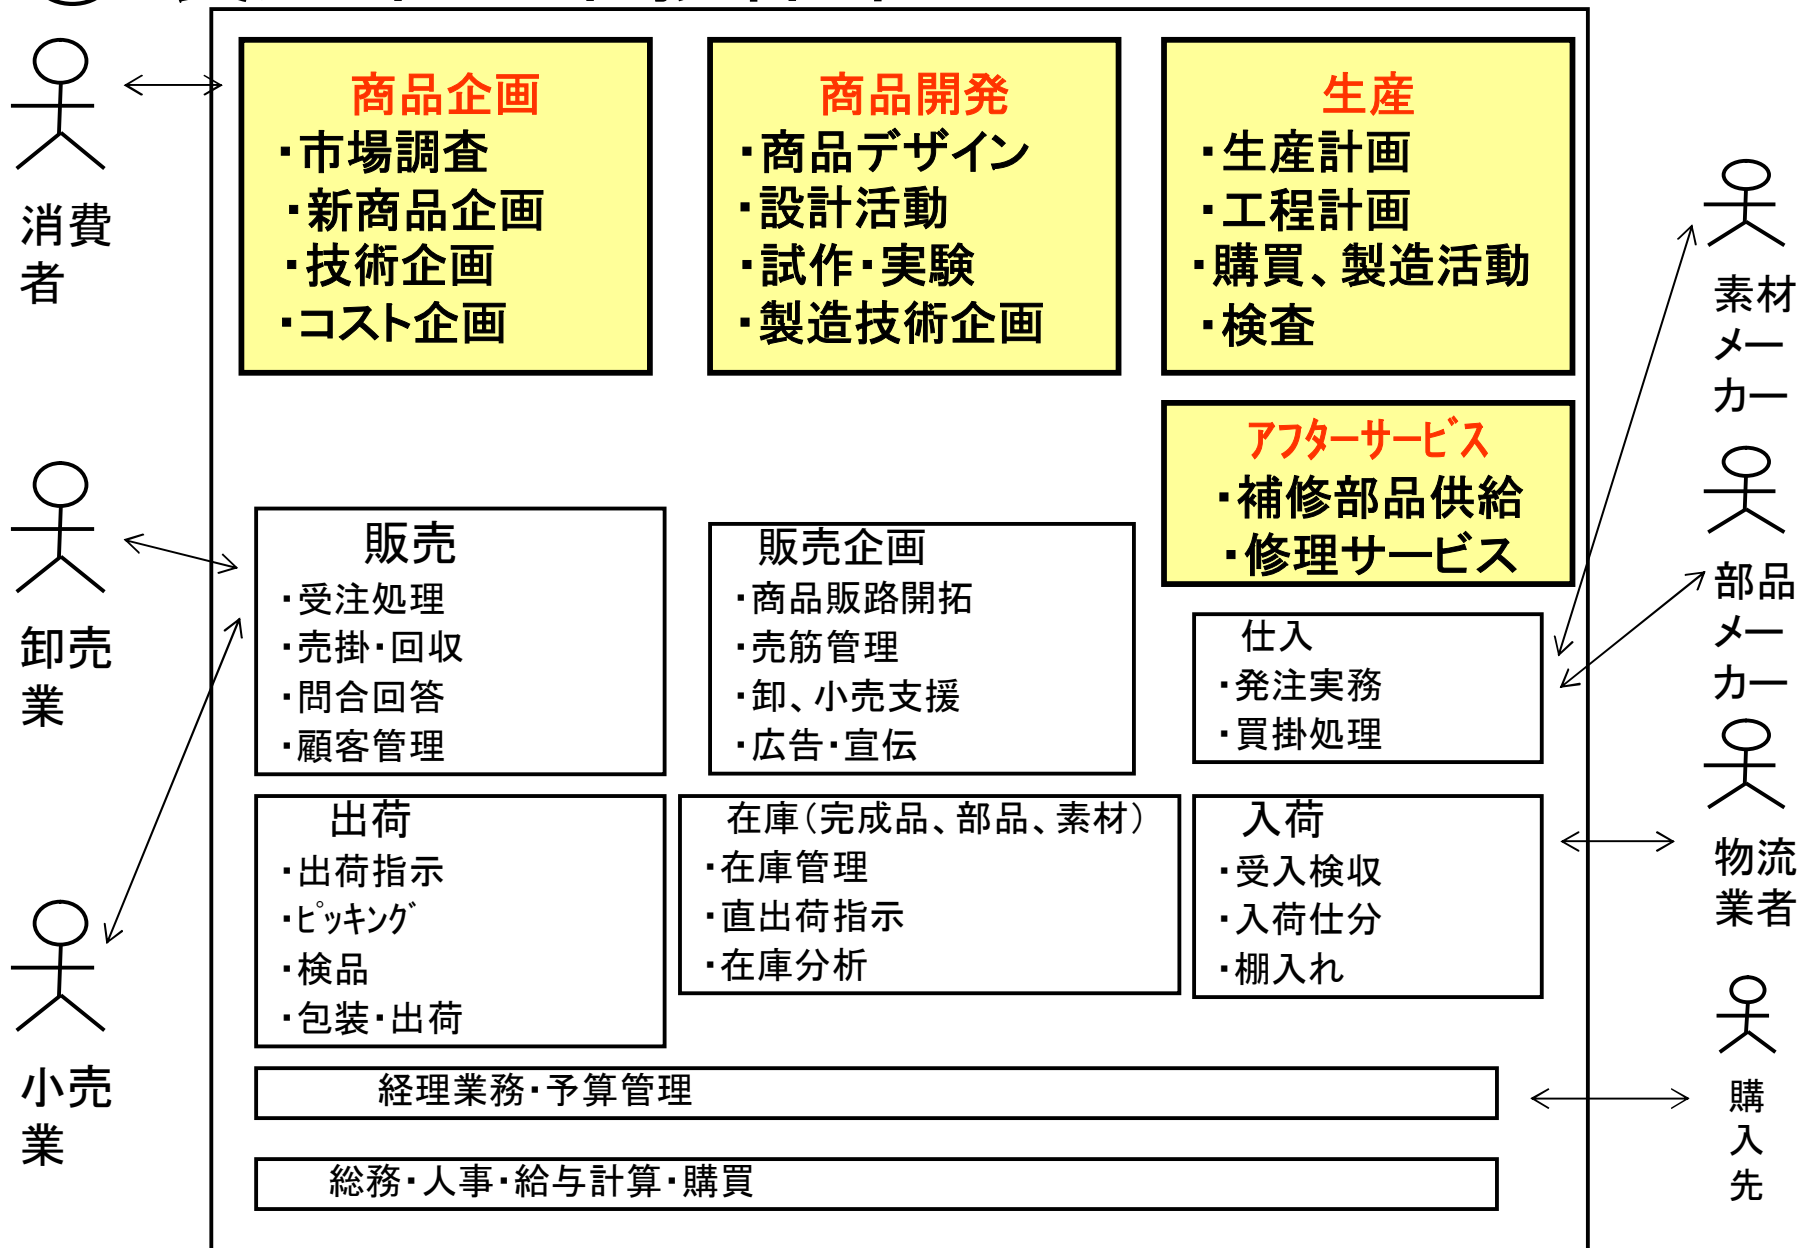 商品企画
・市場調査
・新商品企画
・技術企画
・コスト企画
商品開発
・商品デザイン
・設計活動
・試作・実験
・製造技術企画
生産
・生産計画
・工程計画
・購買、製造活動
・検査
アフターサービス
・補修部品供給
・修理サービス
販売
・受注処理
・売掛・回収
・問合回答
・顧客管理
販売企画
・商品販路開拓
・売筋管理
・卸、小売支援
・広告・宣伝
仕入
・発注実務
・買掛処理
出荷
・出荷指示
・ピッキング
・検品
・包装・出荷
在庫（完成品、部品、素材）
・在庫管理
・直出荷指示
・在庫分析
入荷
・受入検収
・入荷仕分
・棚入れ
経理業務・予算管理
総務・人事・給与計算・購買
消費
者
卸売
業
小売
業
素材
メー
カー
部品
メー
カー
物流
業者
購
入
先